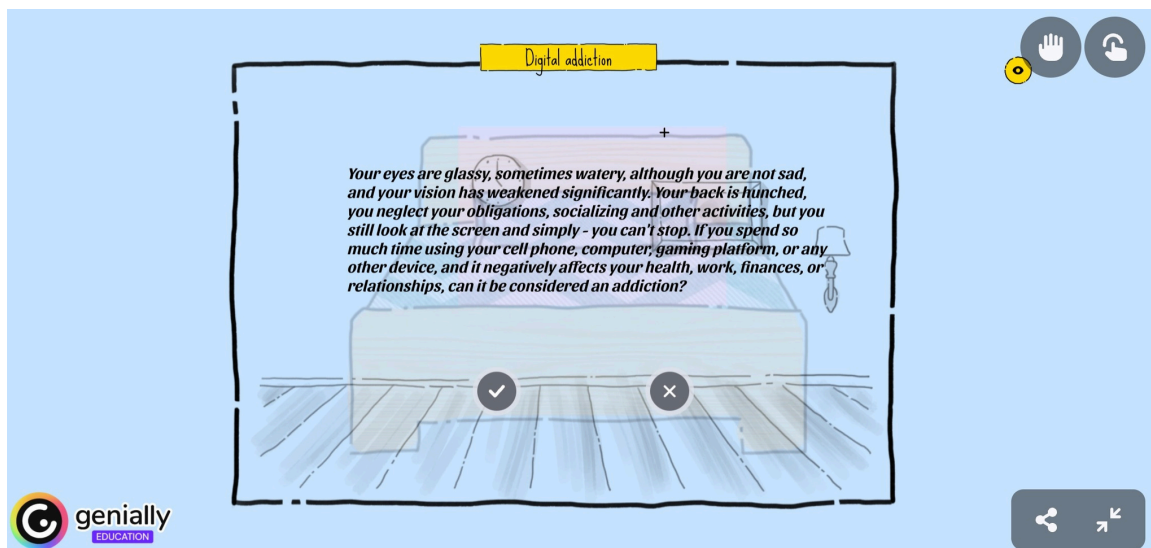 Digital addiction
Your eyes are glassy, sometimes watery, although you are not sad,
and your vision has weakened significantly. Your back is hunched,
you neglect your obligations, socializing and other activities, but you
still look at the screen and simply - you can't stop. If you spend so
much time using your cell phone, computer, gaming platform, or any
other device, and it negatively affects your health, work, finances, or
relationships, can it be considered an addiction?
genially
EDUCATION